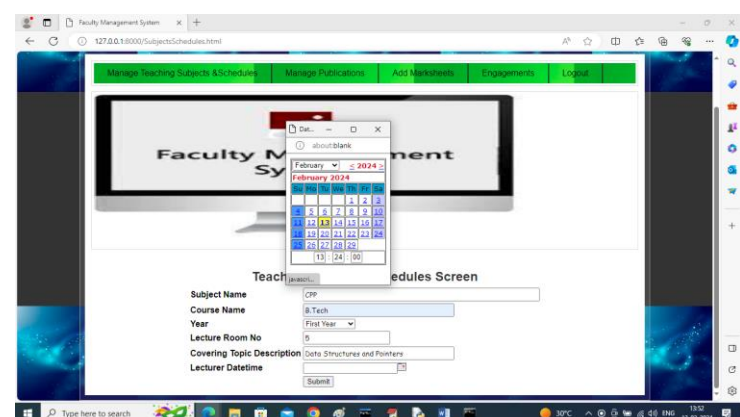 Faculty Management System
127.0.0.1:8000/SubjectsSchedules.html
Manage Teaching Subjects &Schedules Manage Publications Add Marksheets Engagements Logout
Faculty
Sy
ment
Dat...
about:blank
February < 2024 >
February 2024
Su Mo Tu We Th Fr Sa
1 2 3
4 5 6 7 8 9 10
11 12 13 14 15 16 17
18 19 20 21 22 23 24
25 26 27 28 29
13 : 24 : 00
javascri...
Teach edules Screen
Subject Name CPP
Course Name B.Tech
Year First Year
Lecture Room No 5
Covering Topic Description Data Structures and Pointers
Lecturer Datetime
Submit
Type here to search
30°C ENG 13:52